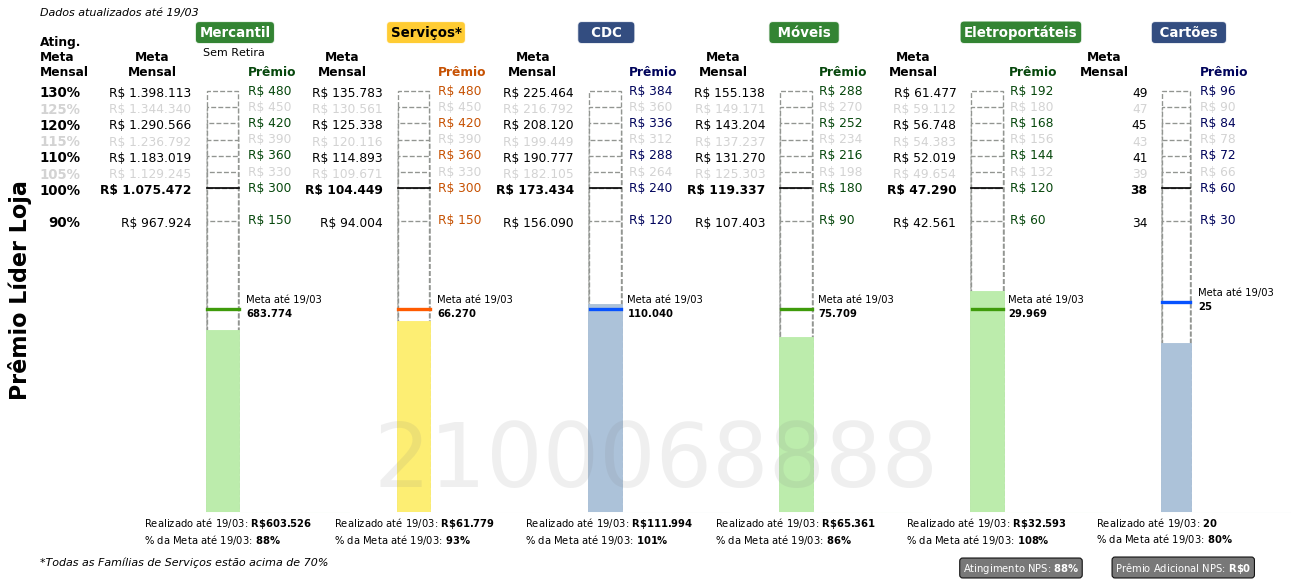 Dados atualizados até 19/03
Mercantil Serviços* CDC Móveis Eletroportáteis Cartões
Sem Retira
Ating. Meta Mensal Meta Mensal Prêmio Meta Mensal Prêmio Meta Mensal Prêmio Meta Mensal Prêmio Meta Mensal Prêmio Meta Mensal Prêmio
130% R$ 1.398.113 R$ 480 R$ 135.783 R$ 480 R$ 225.464 R$ 384 R$ 155.138 R$ 288 R$ 61.477 R$ 192 49 R$ 96
125% R$ 1.344.340 R$ 450 R$ 130.561 R$ 450 R$ 216.792 R$ 360 R$ 149.171 R$ 270 R$ 59.112 R$ 180 47 R$ 90
120% R$ 1.290.566 R$ 420 R$ 125.338 R$ 420 R$ 208.120 R$ 336 R$ 143.204 R$ 252 R$ 56.748 R$ 168 45 R$ 84
115% R$ 1.236.792 R$ 390 R$ 120.116 R$ 390 R$ 199.449 R$ 312 R$ 137.237 R$ 234 R$ 54.383 R$ 156 43 R$ 78
110% R$ 1.183.019 R$ 360 R$ 114.893 R$ 360 R$ 190.777 R$ 288 R$ 131.270 R$ 216 R$ 52.019 R$ 144 41 R$ 72
105% R$ 1.129.245 R$ 330 R$ 109.671 R$ 330 R$ 182.105 R$ 264 R$ 125.303 R$ 198 R$ 49.654 R$ 132 39 R$ 66
100% R$ 1.075.472 R$ 300 R$ 104.449 R$ 300 R$ 173.434 R$ 240 R$ 119.337 R$ 180 R$ 47.290 R$ 120 38 R$ 60
90% R$ 967.924 R$ 150 R$ 94.004 R$ 150 R$ 156.090 R$ 120 R$ 107.403 R$ 90 R$ 42.561 R$ 60 34 R$ 30
Prêmio Líder Loja
Meta até 19/03 Meta até 19/03 Meta até 19/03 Meta até 19/03 Meta até 19/03 Meta até 19/03
683.774 66.270 110.040 75.709 29.969 25
2100068888
Realizado até 19/03: R$603.526 Realizado até 19/03: R$61.779 Realizado até 19/03: R$111.994 Realizado até 19/03: R$65.361 Realizado até 19/03: R$32.593 Realizado até 19/03: 20
% da Meta até 19/03: 88% % da Meta até 19/03: 93% % da Meta até 19/03: 101% % da Meta até 19/03: 86% % da Meta até 19/03: 108% % da Meta até 19/03: 80%
*Todas as Famílias de Serviços estão acima de 70%
Atingimento NPS: 88% Prêmio Adicional NPS: R$0